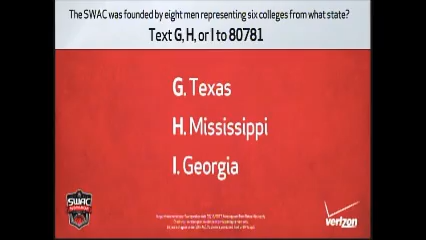 The SWAC was founded by eight men representing six colleges from what state?
Text G, H, or I to 80781
G. Texas
H. Mississippi
I. Georgia
SWAC
verizon